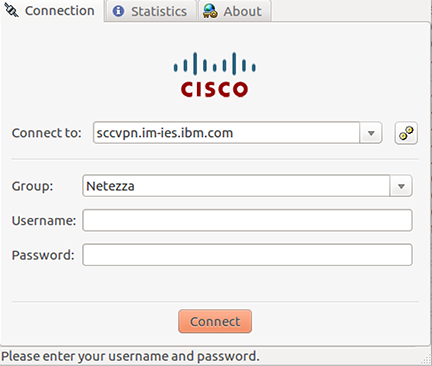 Connection Statistics About
CISCO
Connect to: sccvpn.im-ies.ibm.com
Group: Netezza
Username:
Password:
Connect
Please enter your username and password.